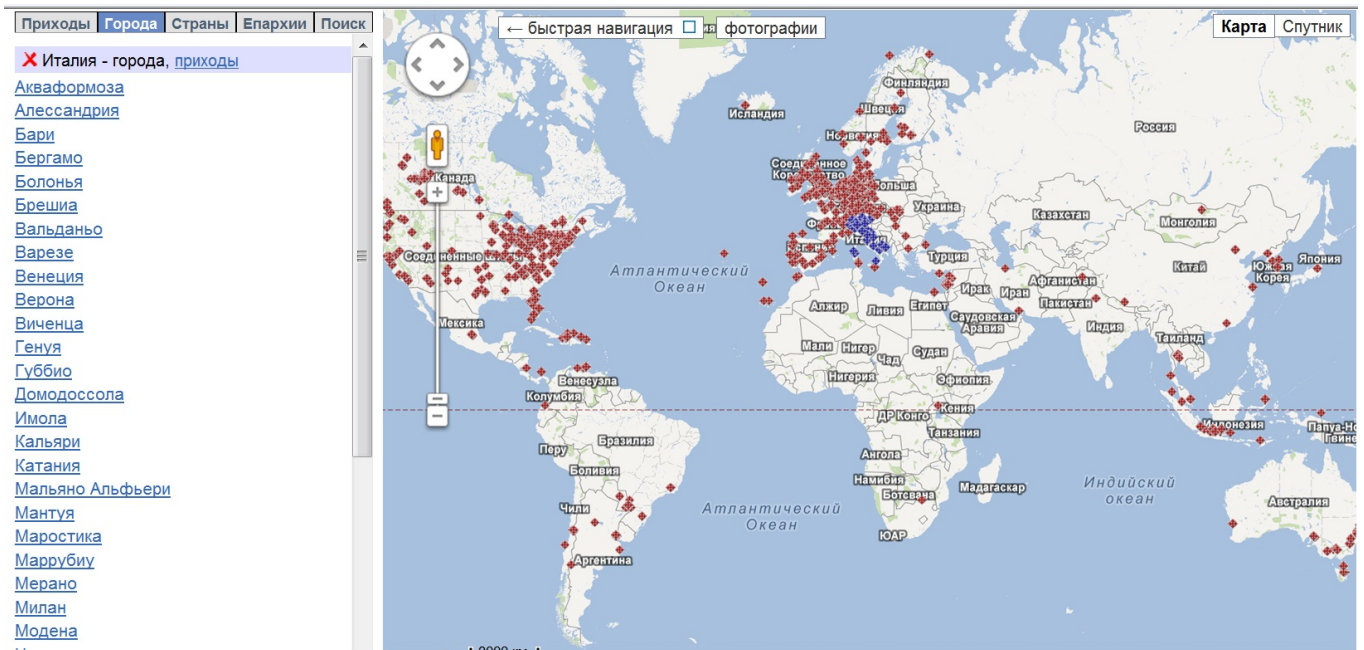 Приходы Города Страны Епархии Поиск
Италия - города, приходы
Акваформоза
Алессандрия
Бари
Бергамо
Болонья
Брешиа
Вальданьо
Варезе
Венеция
Верона
Виченца
Генуя
Губбио
Домодоссола
Имола
Кальяри
Катания
Мальяно Альфьери
Мантуя
Маростика
Маррубиу
Мерано
Милан
Модена
← быстрая навигация
фотографии
Карта Спутник
Финляндия
Исландия
Швеция
Россия
Канада
Польша
Украина
Казахстан
Монголия
Турция
Китай
Южная
Корея
Япония
Атлантический
Океан
Ирак
Иран
Афганистан
Пакистан
Алжир
Ливия
Египет
Саудовская
Аравия
Индия
Мексика
Таиланд
Мали
Нигер
Чад
Судан
Нигерия
Эфиопия
Венесуэла
Колумбия
ДР Конго
Кения
Танзания
Индонезия
Перу
Бразилия
Боливия
Ангола
Намибия
Ботсвана
Мадагаскар
Индийский
океан
Чили
Атлантический
Океан
Австралия
ЮАР
Аргентина